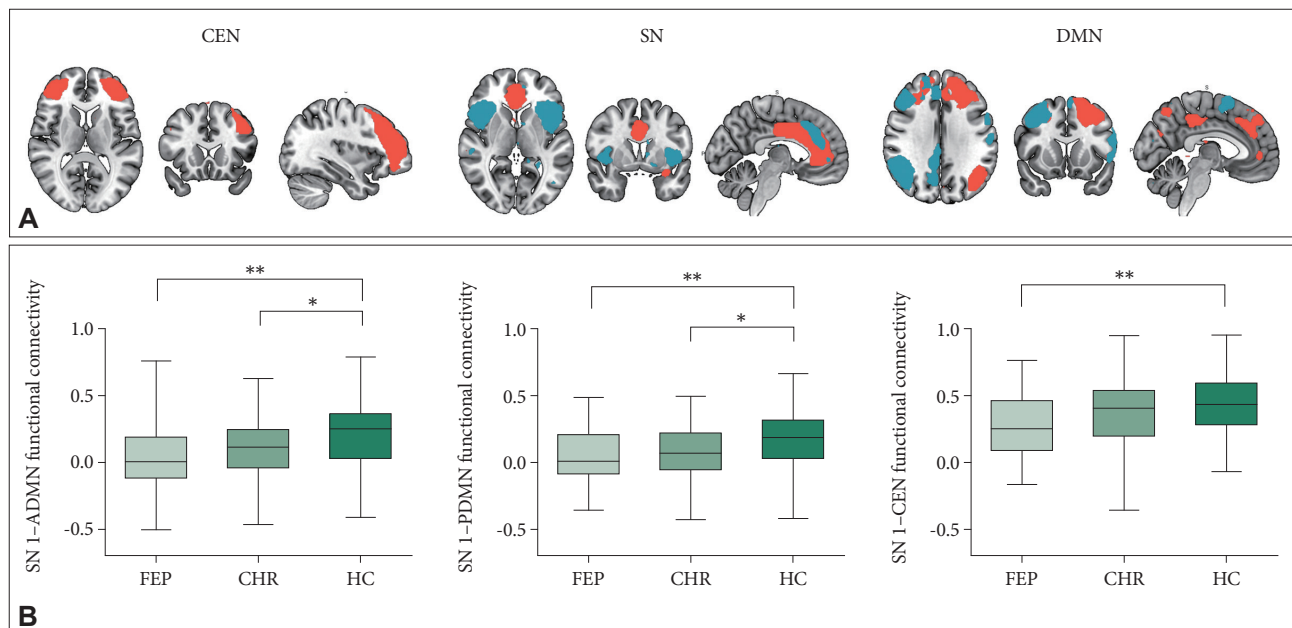 CEN SN DMN
S S
P P
A
** ** **
* *
SN 1–ADMN functional connectivity
1.0
0.5
0.0
-0.5
FEP CHR HC
SN 1–PDMN functional connectivity
1.0
0.5
0.0
-0.5
FEP CHR HC
SN 1–CEN functional connectivity
1.0
0.5
0.0
-0.5
FEP CHR HC
B